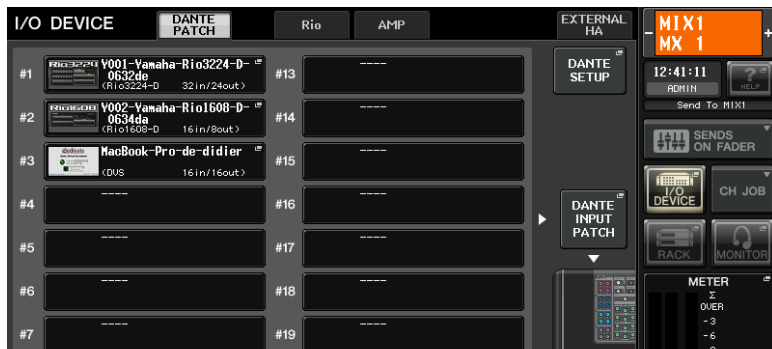 I/O DEVICE
DANTE
PATCH
Rio
AMP
EXTERNAL
HA
#1
Rio3224
Y001-Yamaha-Rio3224-D-
0632de
(Rio3224-D 32in/24out)
#2
Rio1608
Y002-Yamaha-Rio1608-D-
0634da
(Rio1608-D 16in/8out)
#3
MacBook-Pro-de-didier
(DVS 16in/16out)
#4
----
#5
----
#6
----
#7
----
#13
----
#14
----
#15
----
#16
----
#17
----
#18
----
#19
----
DANTE
SETUP
DANTE
INPUT
PATCH
-
MIX1
MX 1
+
12:41:11
ADMIN
?
HELP
Send To MIX1
SENDS
ON FADER
I/O
DEVICE
CH JOB
RACK
MONITOR
METER
Σ
OVER
-3
-6